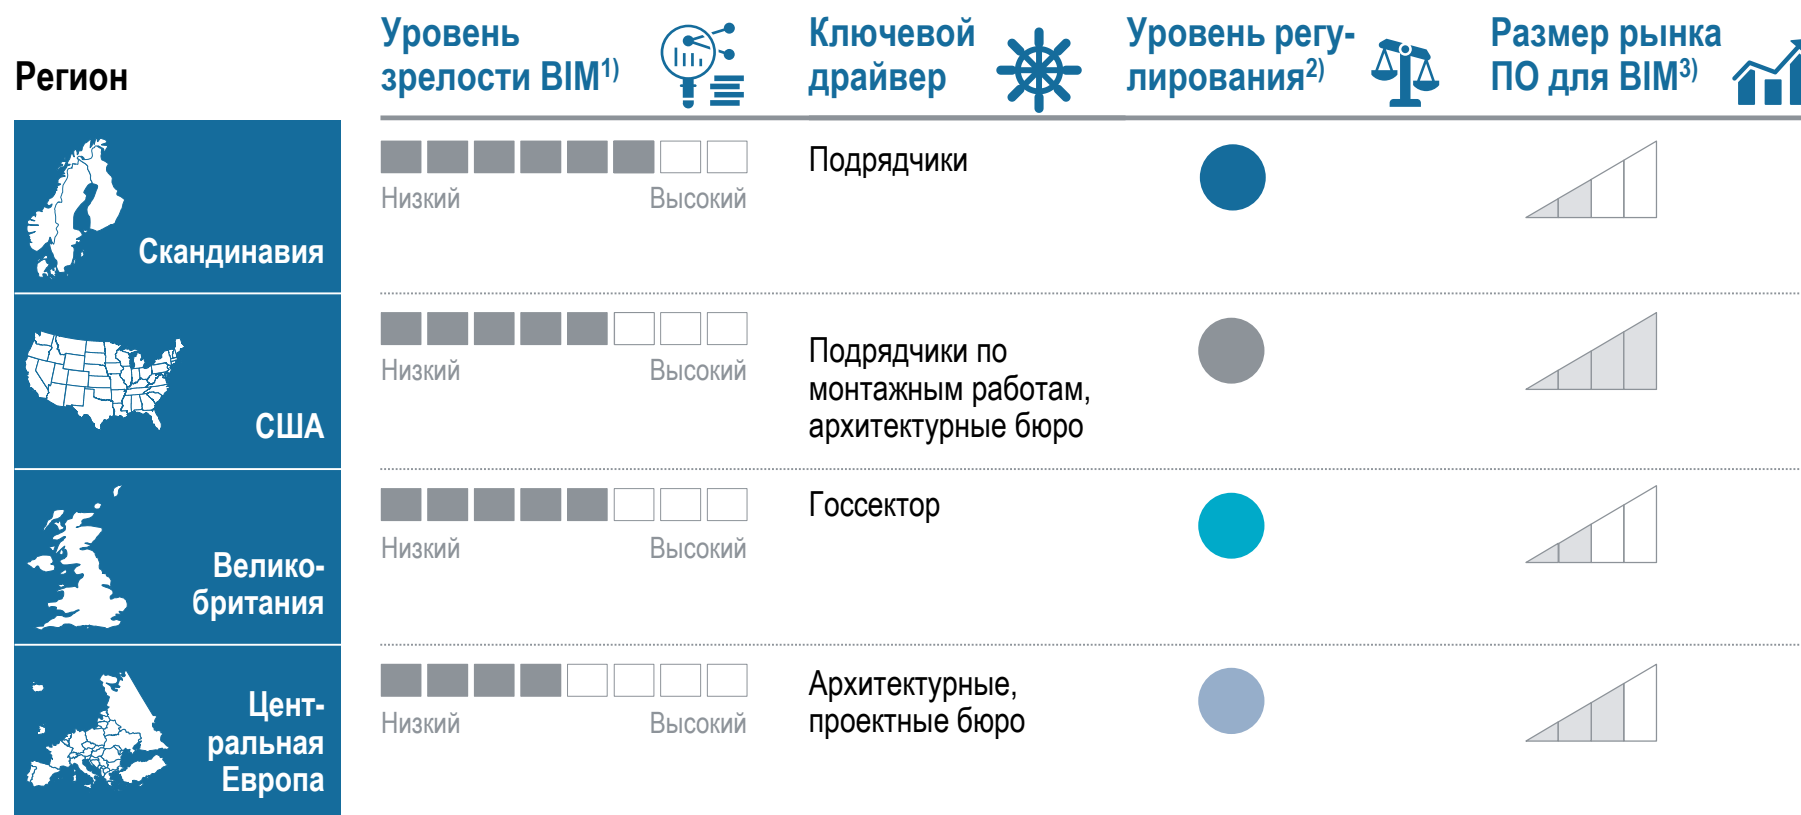 Регион
Уровень
зрелости BIM1)
Ключевой
драйвер
Уровень регу-
лирования2)
Размер рынка
ПО для BIM3)
Скандинавия
Низкий Высокий
Подрядчики
США
Низкий Высокий
Подрядчики по
монтажным работам,
архитектурные бюро
Велико-
британия
Низкий Высокий
Госсектор
Цент-
ральная
Европа
Низкий Высокий
Архитектурные,
проектные бюро